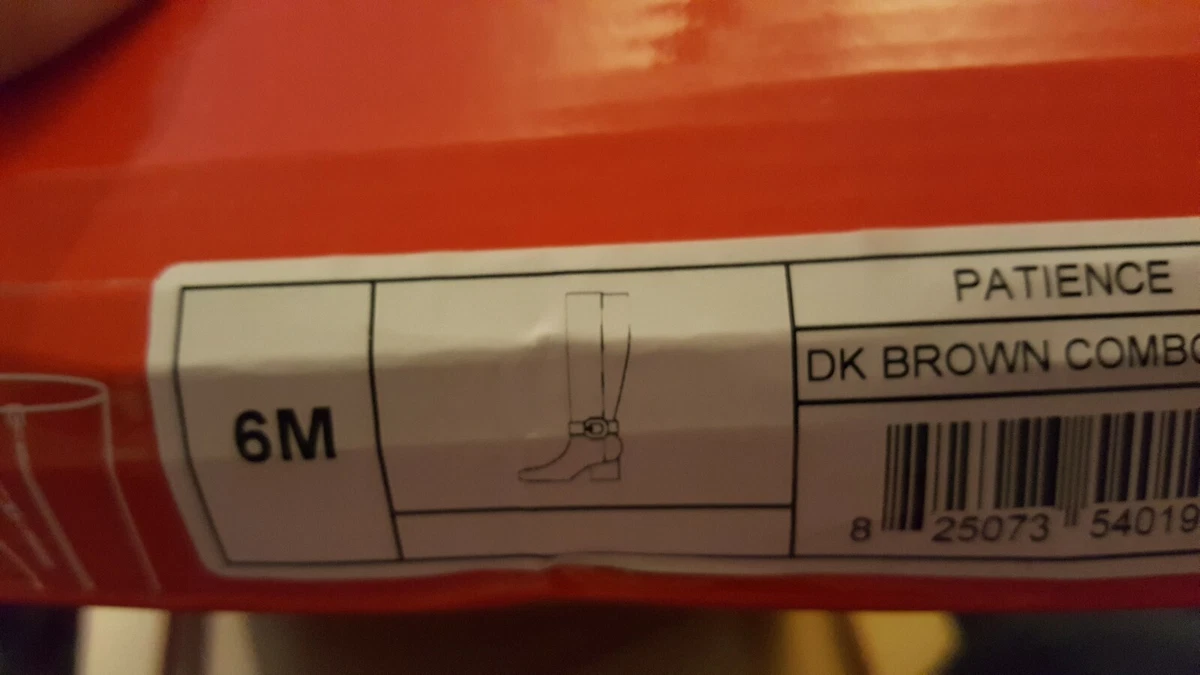 6M
PATIENCE
DK BROWN COMBO
8 25073 54019